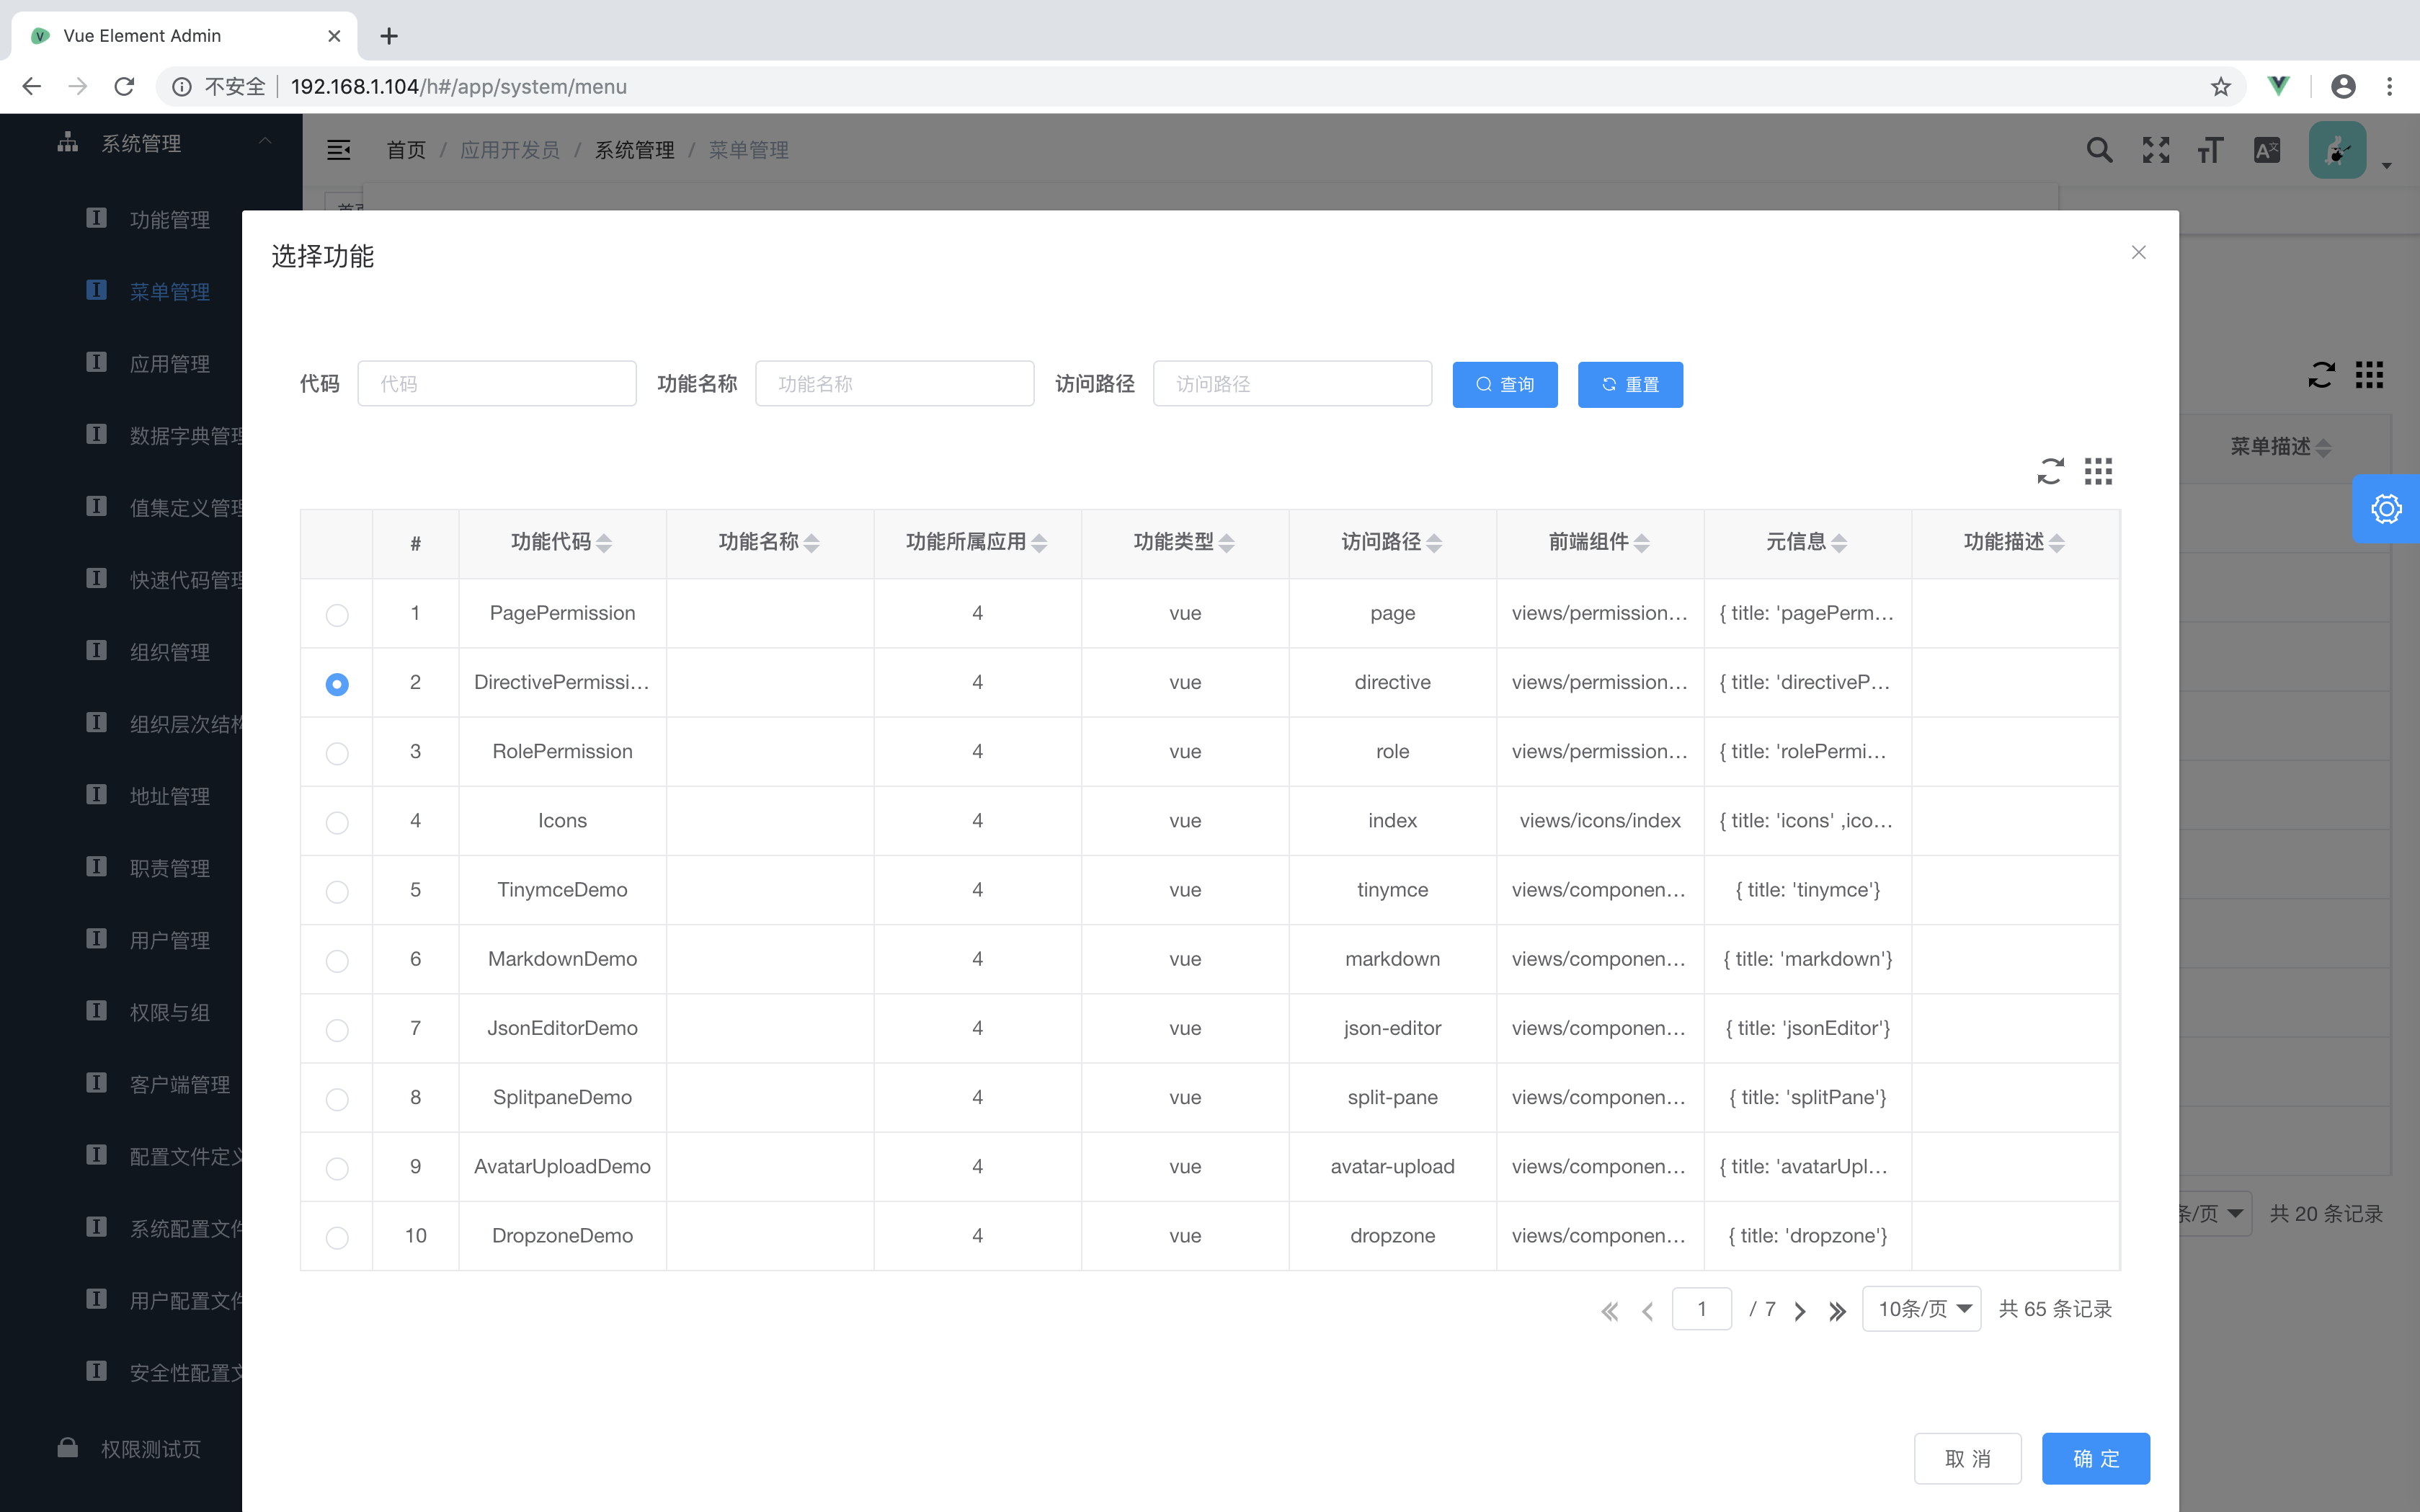 Vue Element Admin
不安全 192.168.1.104/h#/app/system/menu
系统管理
首页 / 应用开发员 / 系统管理 / 菜单管理
功能管理
菜单管理
应用管理
数据字典管理
值集定义管理
快速代码管理
组织管理
组织层次结构
地址管理
职责管理
用户管理
权限与组
客户端管理
配置文件定义
系统配置文件
用户配置文件
安全性配置文
权限测试页
选择功能
代码 代码 功能名称 功能名称 访问路径 访问路径 查询 重置
菜单描述
# 功能代码 功能名称 功能所属应用 功能类型 访问路径 前端组件 元信息 功能描述
1 PagePermission 4 vue page views/permission... { title: 'pagePerm...
2 DirectivePermissi... 4 vue directive views/permission... { title: 'directiveP...
3 RolePermission 4 vue role views/permission... { title: 'rolePermi...
4 Icons 4 vue index views/icons/index { title: 'icons' ,ico...
5 TinymceDemo 4 vue tinymce views/componen... { title: 'tinymce'}
6 MarkdownDemo 4 vue markdown views/componen... { title: 'markdown'}
7 JsonEditorDemo 4 vue json-editor views/componen... { title: 'jsonEditor'}
8 SplitpaneDemo 4 vue split-pane views/componen... { title: 'splitPane'}
9 AvatarUploadDemo 4 vue avatar-upload views/componen... { title: 'avatarUpl...
10 DropzoneDemo 4 vue dropzone views/componen... { title: 'dropzone'}
条/页 共 20 条记录
1 / 7 10条/页 共 65 条记录
取 消 确 定